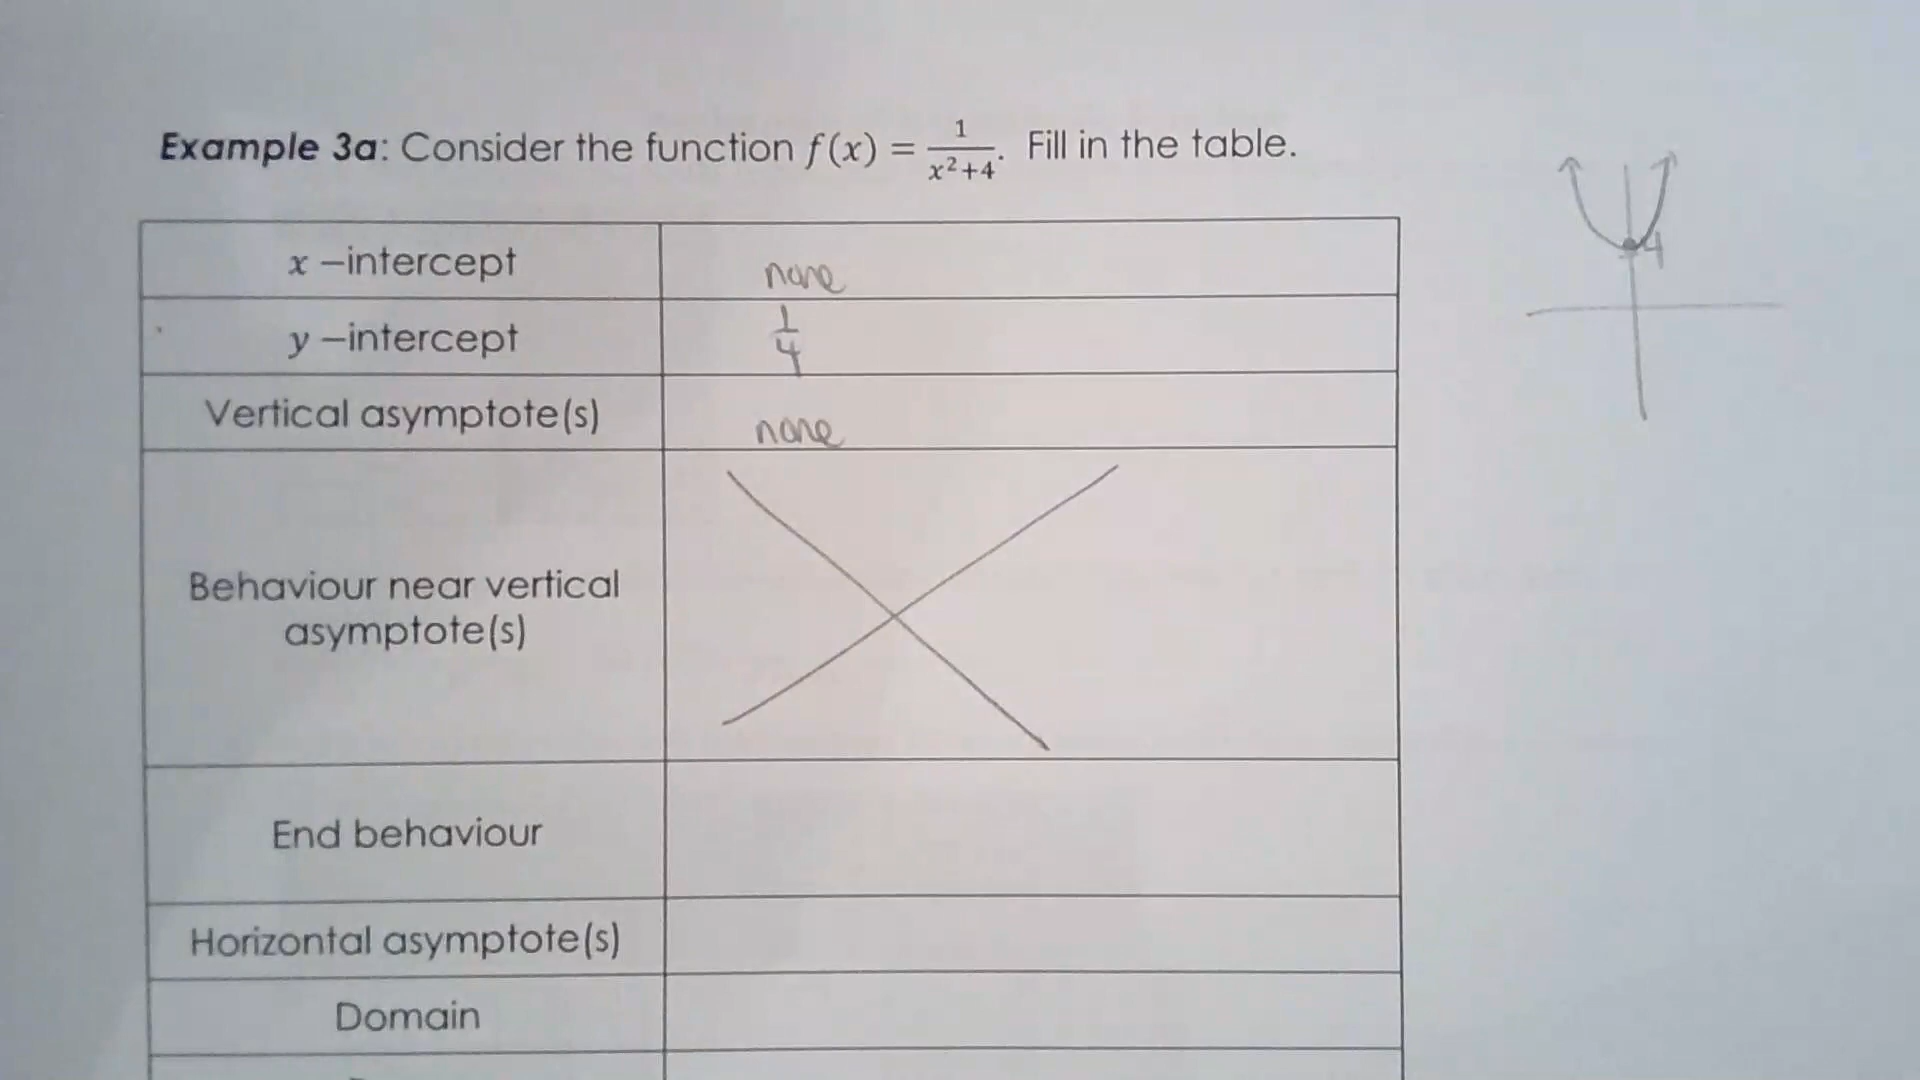 Example 3a: Consider the function f(x) = 1/(x²+4). Fill in the table.
x –intercept none
y –intercept 1/4
Vertical asymptote(s) none
Behaviour near vertical
asymptote(s)
End behaviour
Horizontal asymptote(s)
Domain
4